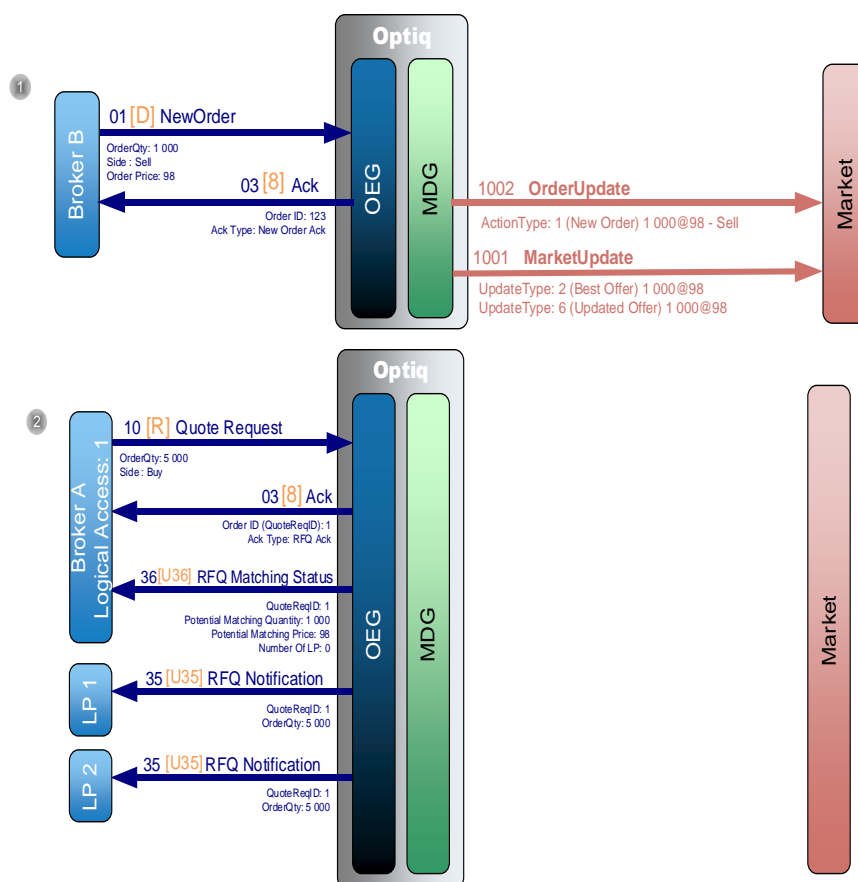 Optiq
1
01 [D] NewOrder
OrderQty: 1 000
Side : Sell
Order Price: 98
Broker B
03 [8] Ack
Order ID: 123
Ack Type: New Order Ack
OEG
MDG
1002 OrderUpdate
ActionType: 1 (New Order) 1 000@98 - Sell
1001 MarketUpdate
UpdateType: 2 (Best Offer) 1 000@98
UpdateType: 6 (Updated Offer) 1 000@98
Market
Optiq
2
10 [R] Quote Request
OrderQty: 5 000
Side : Buy
Broker A
Logical Access: 1
03 [8] Ack
Order ID (QuoteReqID): 1
Ack Type: RFQ Ack
36 [U36] RFQ Matching Status
QuoteReqID: 1
Potential Matching Quantity: 1 000
Potential Matching Price: 98
Number Of LP: 0
OEG
MDG
Market
LP 1
35 [U35] RFQ Notification
QuoteReqID: 1
OrderQty: 5 000
LP 2
35 [U35] RFQ Notification
QuoteReqID: 1
OrderQty: 5 000